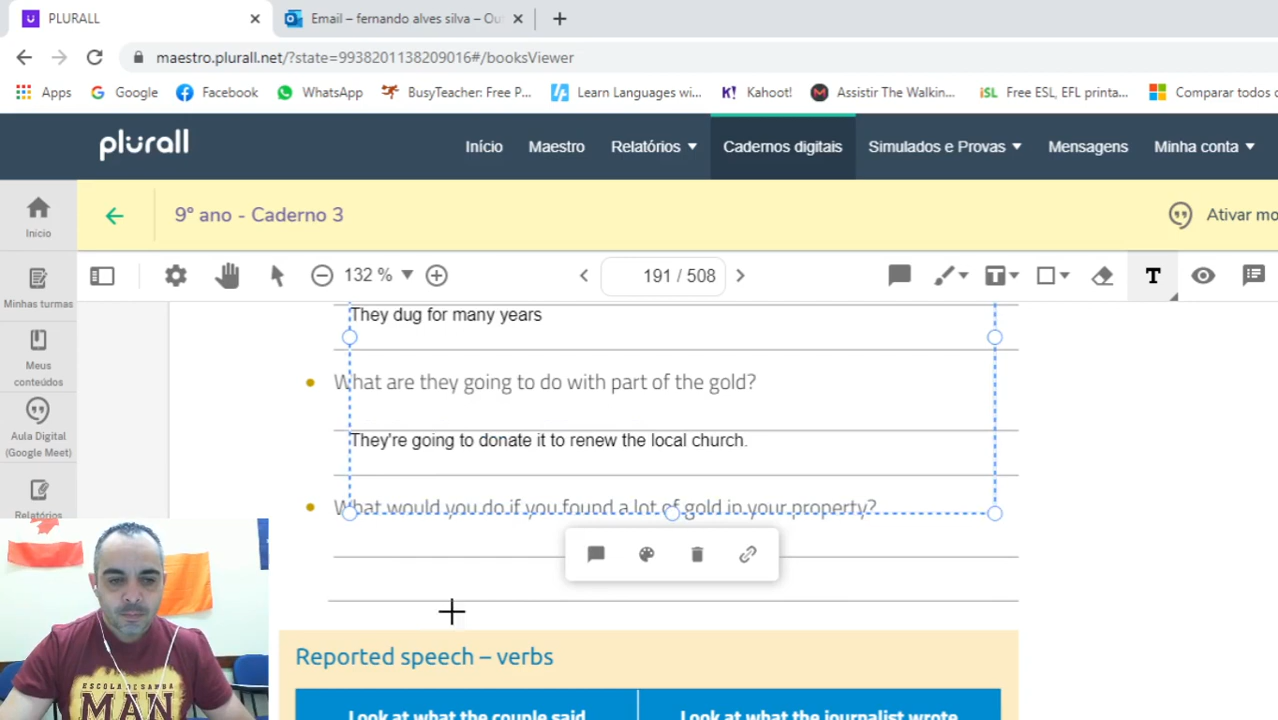 PLURALL
Email – fernando alves silva – Ou
maestro.plurall.net/?state=9938201138209016#/booksViewer
Apps Google Facebook WhatsApp BusyTeacher: Free P... Learn Languages wi... Kahoot! Assistir The Walkin... Free ESL, EFL printa... Comparar todos o
plurall Início Maestro Relatórios Cadernos digitais Simulados e Provas Mensagens Minha conta
9º ano - Caderno 3 Ativar mo
132 % 191 / 508 T
Inicio
Minhas turmas
Meus
conteúdos
Aula Digital
(Google Meet)
Relatórios
They dug for many years
What are they going to do with part of the gold?
They're going to donate it to renew the local church.
What would you do if you found a lot of gold in your property?
Reported speech – verbs
Look at what the couple said Look at what the journalist wrote
ESCOLA DE SAMBA
MAN